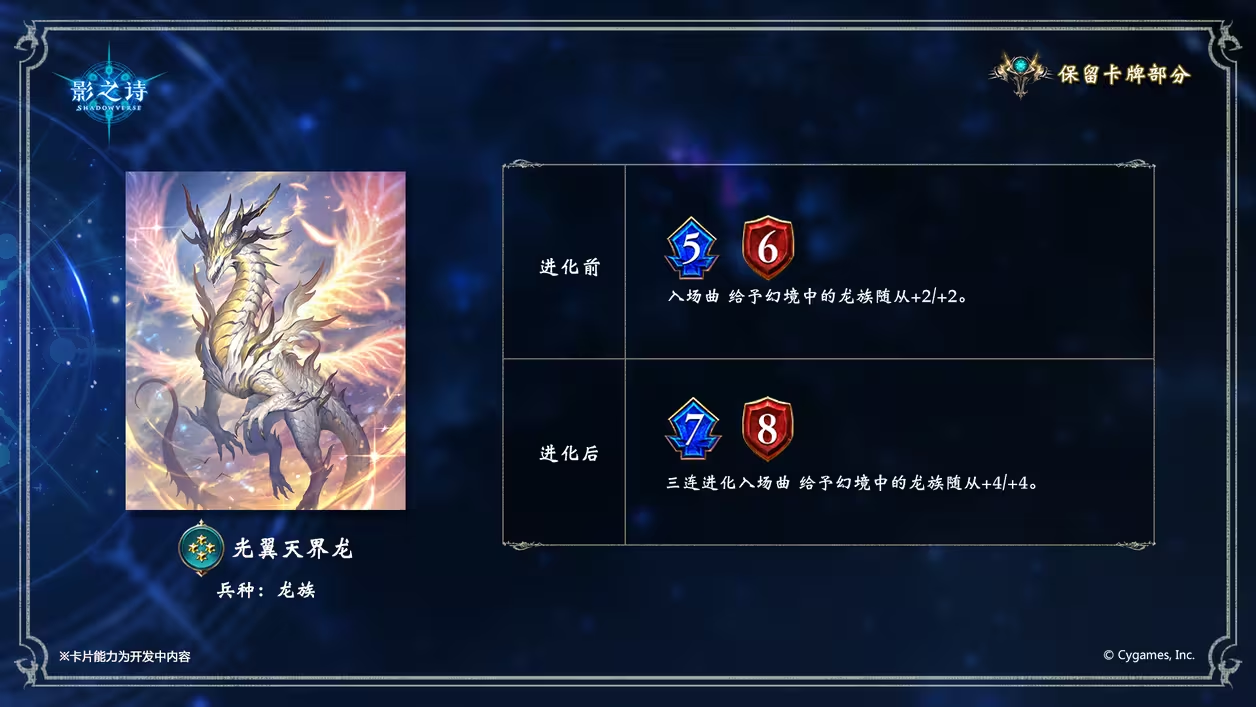 影之诗
SHADOWVERSE
保留卡牌部分
进化前
5 6
入场曲 给予幻境中的龙族随从+2/+2。
进化后
7 8
三连进化入场曲 给予幻境中的龙族随从+4/+4。
光翼天界龙
兵种：龙族
※卡片能力为开发中内容
© Cygames, Inc.